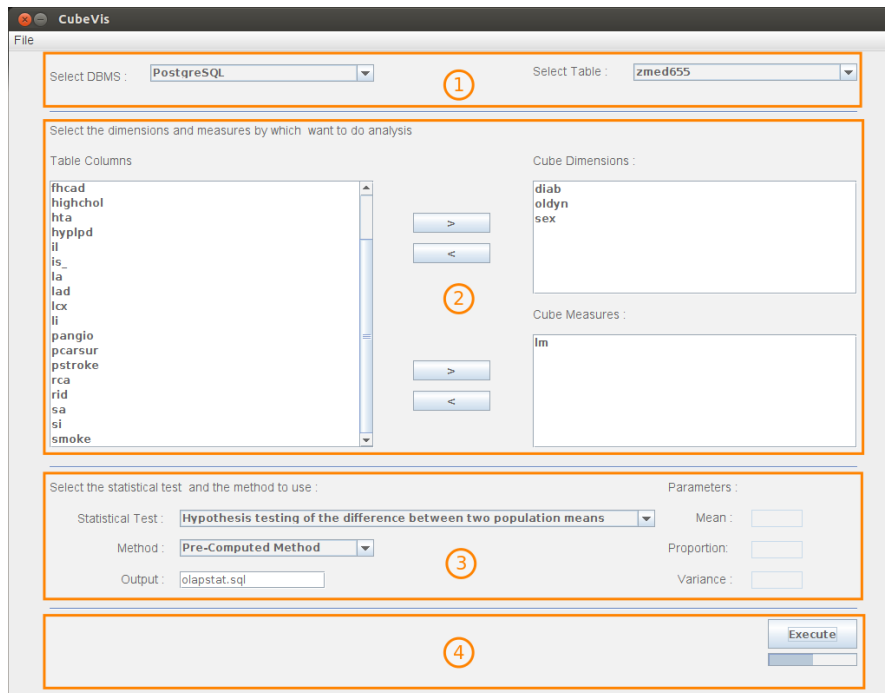 CubeVis
File
Select DBMS : PostgreSQL Select Table : zmed655
1
Select the dimensions and measures by which want to do analysis
Table Columns
fhcad
highchol
hta
hyplpd
il
is_
la
lad
lcx
li
pangio
pcarsur
pstroke
rca
rid
sa
si
smoke
>
<
2
>
<
Cube Dimensions :
diab
oldyn
sex
Cube Measures :
lm
Select the statistical test and the method to use :
Statistical Test : Hypothesis testing of the difference between two population means
Method : Pre-Computed Method
Output : olapstat.sql
3
Parameters :
Mean :
Proportion:
Variance :
4
Execute